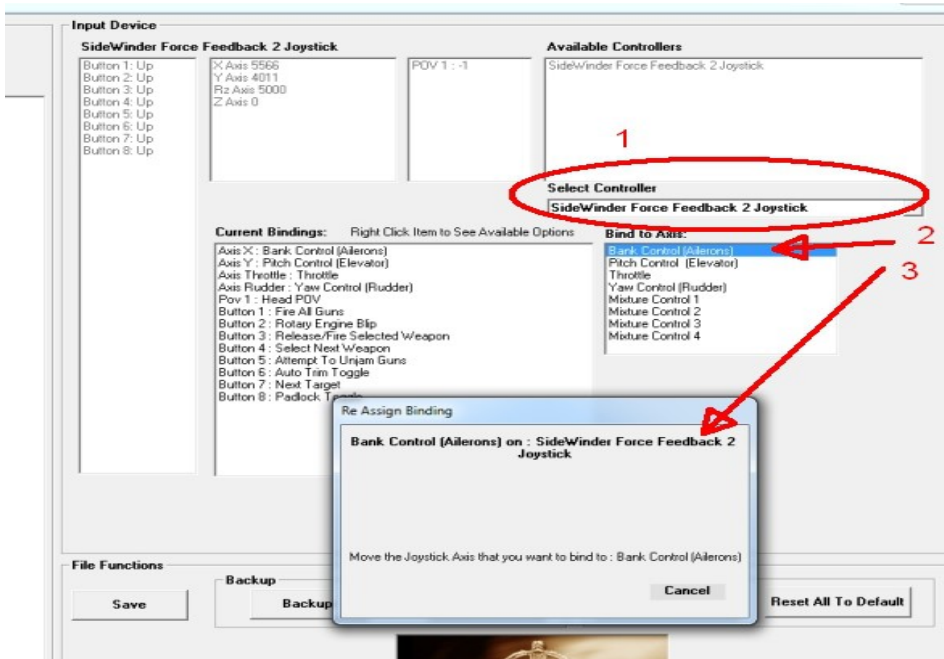 Input Device
SideWinder Force Feedback 2 Joystick
Button 1: Up
Button 2: Up
Button 3: Up
Button 4: Up
Button 5: Up
Button 6: Up
Button 7: Up
Button 8: Up
X Axis 5566
Y Axis 4011
Rz Axis 5000
Z Axis 0
POV 1 : -1
Available Controllers
SideWinder Force Feedback 2 Joystick
1
Select Controller
SideWinder Force Feedback 2 Joystick
Current Bindings: Right Click Item to See Available Options
Axis X : Bank Control (Ailerons)
Axis Y : Pitch Control (Elevator)
Axis Throttle : Throttle
Axis Rudder : Yaw Control (Rudder)
Pov 1 : Head POV
Button 1 : Fire All Guns
Button 2 : Rotary Engine Blip
Button 3 : Release/Fire Selected Weapon
Button 4 : Select Next Weapon
Button 5 : Attempt To Unjam Guns
Button 6 : Auto Trim Toggle
Button 7 : Next Target
Button 8 : Padlock Toggle
Bind to Axis:
Bank Control (Ailerons)
Pitch Control (Elevator)
Throttle
Yaw Control (Rudder)
Mixture Control 1
Mixture Control 2
Mixture Control 3
Mixture Control 4
2
3
Re Assign Binding
Bank Control (Ailerons) on : SideWinder Force Feedback 2
Joystick
Move the Joystick Axis that you want to bind to : Bank Control (Ailerons)
Cancel
File Functions
Save
Backup
Backup
Reset All To Default